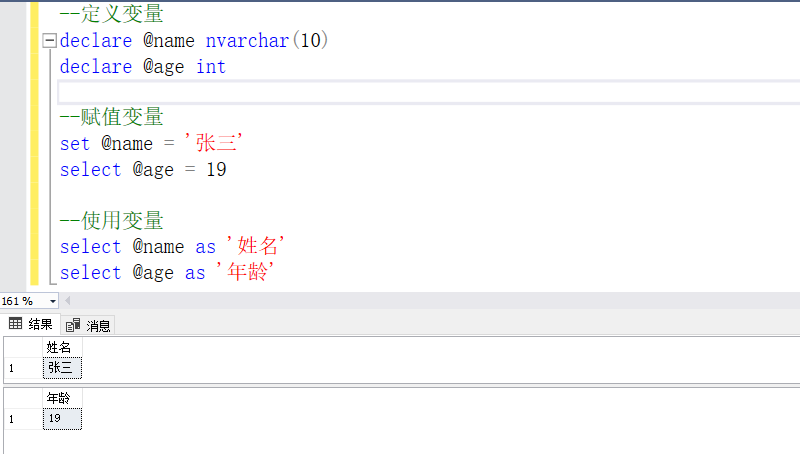 --定义变量
declare @name nvarchar(10)
declare @age int
--赋值变量
set @name = '张三'
select @age = 19
--使用变量
select @name as '姓名'
select @age as '年龄'
161 %
结果 消息
姓名
1 张三
年龄
1 19